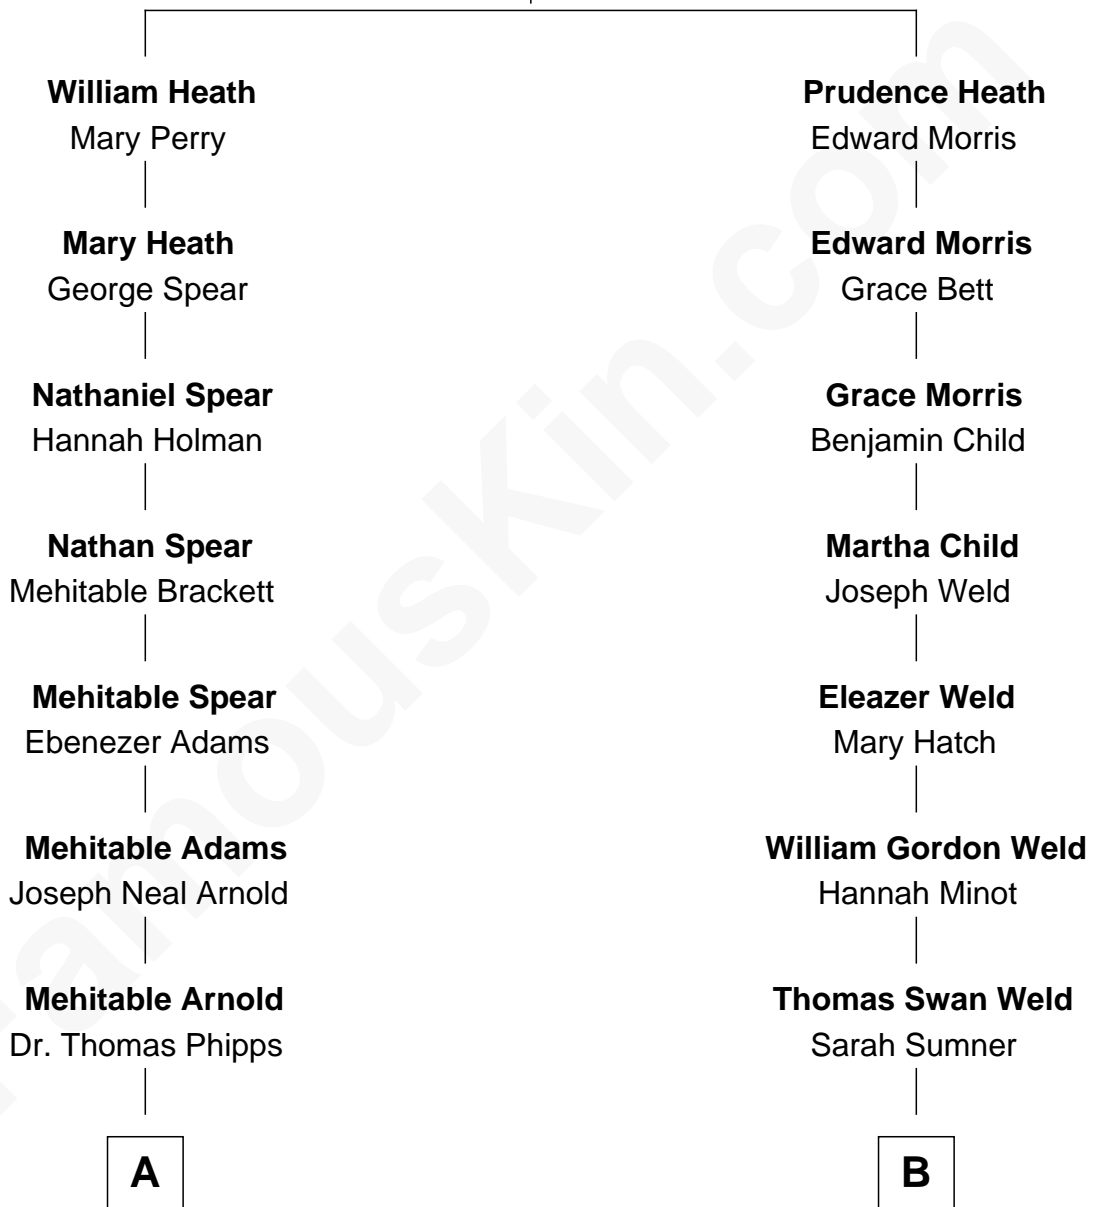 William Heath
Mary Perry
Mary Heath
George Spear
Nathaniel Spear
Hannah Holman
Nathan Spear
Mehitable Brackett
Mehitable Spear
Ebenezer Adams
Mehitable Adams
Joseph Neal Arnold
Mehitable Arnold
Dr. Thomas Phipps
A
Prudence Heath
Edward Morris
Edward Morris
Grace Bett
Grace Morris
Benjamin Child
Martha Child
Joseph Weld
Eleazer Weld
Mary Hatch
William Gordon Weld
Hannah Minot
Thomas Swan Weld
Sarah Sumner
B
FamousKin.com